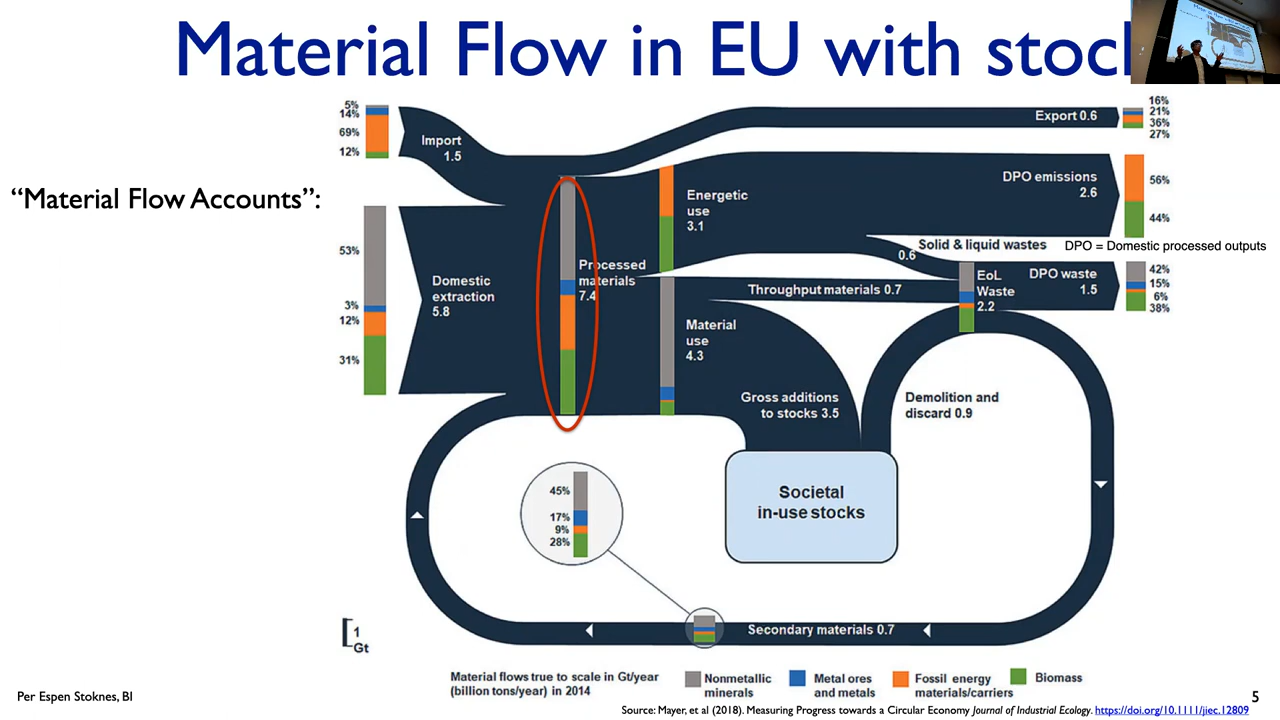 Material Flow in EU with stoc
"Material Flow Accounts":
5%
14%
69%
12%
Import
1.5
Export 0.6
16%
21%
36%
27%
53%
3%
12%
31%
Domestic
extraction
5.8
Processed
materials
7.4
Energetic
use
3.1
DPO emissions
2.6
56%
44%
Solid & liquid wastes
0.6
DPO = Domestic processed outputs
Throughput materials 0.7
EoL
Waste
2.2
DPO waste
1.5
42%
15%
6%
38%
Material
use
4.3
Gross additions
to stocks 3.5
Demolition and
discard 0.9
Societal
in-use stocks
45%
17%
9%
28%
Secondary materials 0.7
1
Gt
Material flows true to scale in Gt/year
(billion tons/year) in 2014
Nonmetallic
minerals
Metal ores
and metals
Fossil energy
materials/carriers
Biomass
Per Espen Stoknes, BI
5
Source: Mayer, et al (2018). Measuring Progress towards a Circular Economy Journal of Industrial Ecology. https://doi.org/10.1111/jiec.12809